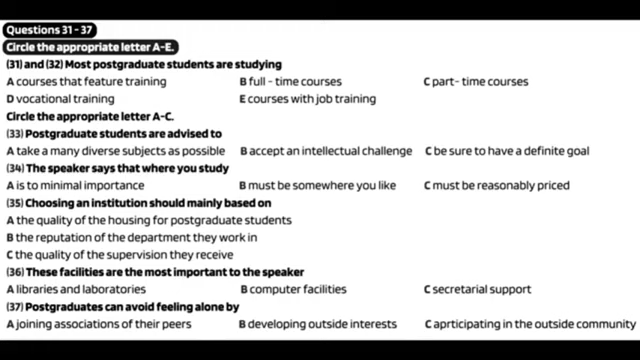 Questions 31 - 37
Circle the appropriate letter A-E.
(31) and (32) Most postgraduate students are studying
A courses that feature training B full - time courses C part- time courses
D vocational training E courses with job training
Circle the appropriate letter A-C.
(33) Postgraduate students are advised to
A take a many diverse subjects as possible B accept an intellectual challenge C be sure to have a definite goal
(34) The speaker says that where you study
A is to minimal importance B must be somewhere you like C must be reasonably priced
(35) Choosing an institution should mainly based on
A the quality of the housing for postgraduate students
B the reputation of the department they work in
C the quality of the supervision they receive
(36) These facilities are the most important to the speaker
A libraries and laboratories B computer facilities C secretarial support
(37) Postgraduates can avoid feeling alone by
A joining associations of their peers B developing outside interests C aprticipating in the outside community